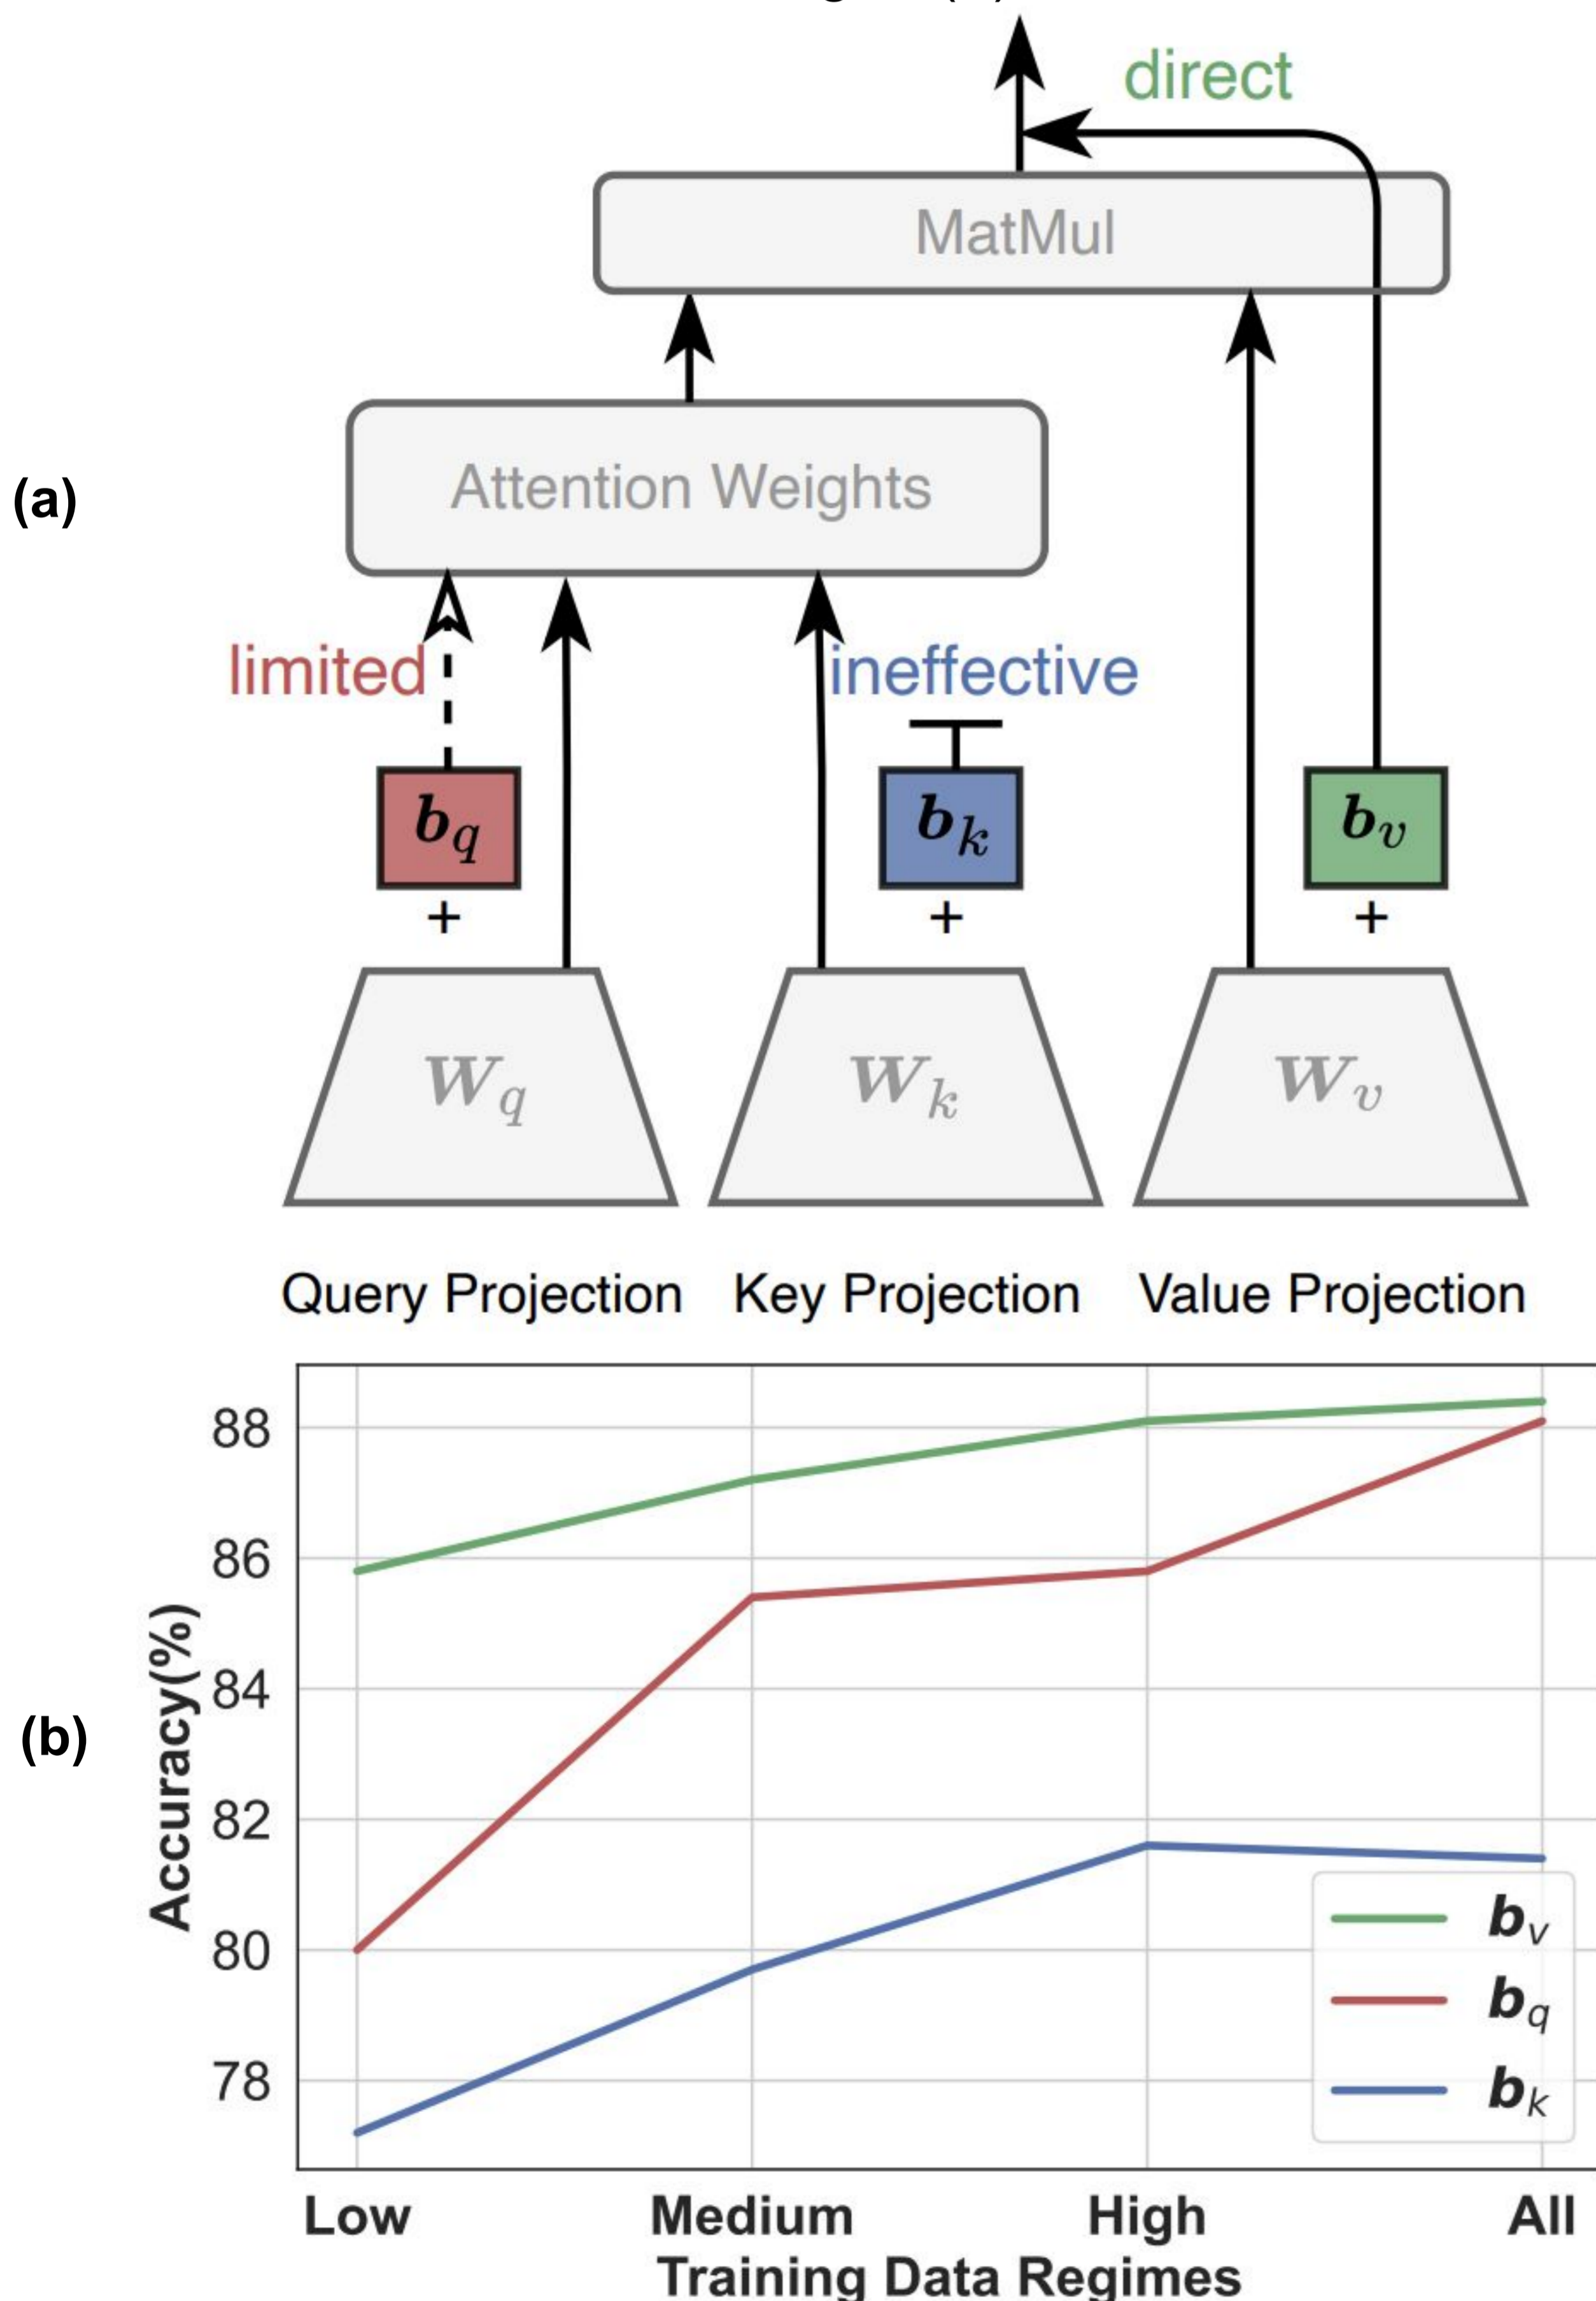 direct
MatMul
(a)
Attention Weights
limited
ineffective
b_q
b_k
b_v
+ + +
W_q
W_k
W_v
Query Projection
Key Projection
Value Projection
88
86
84
82
80
78
Accuracy(%)
(b)
b_v
b_q
b_k
Low Medium High All
Training Data Regimes